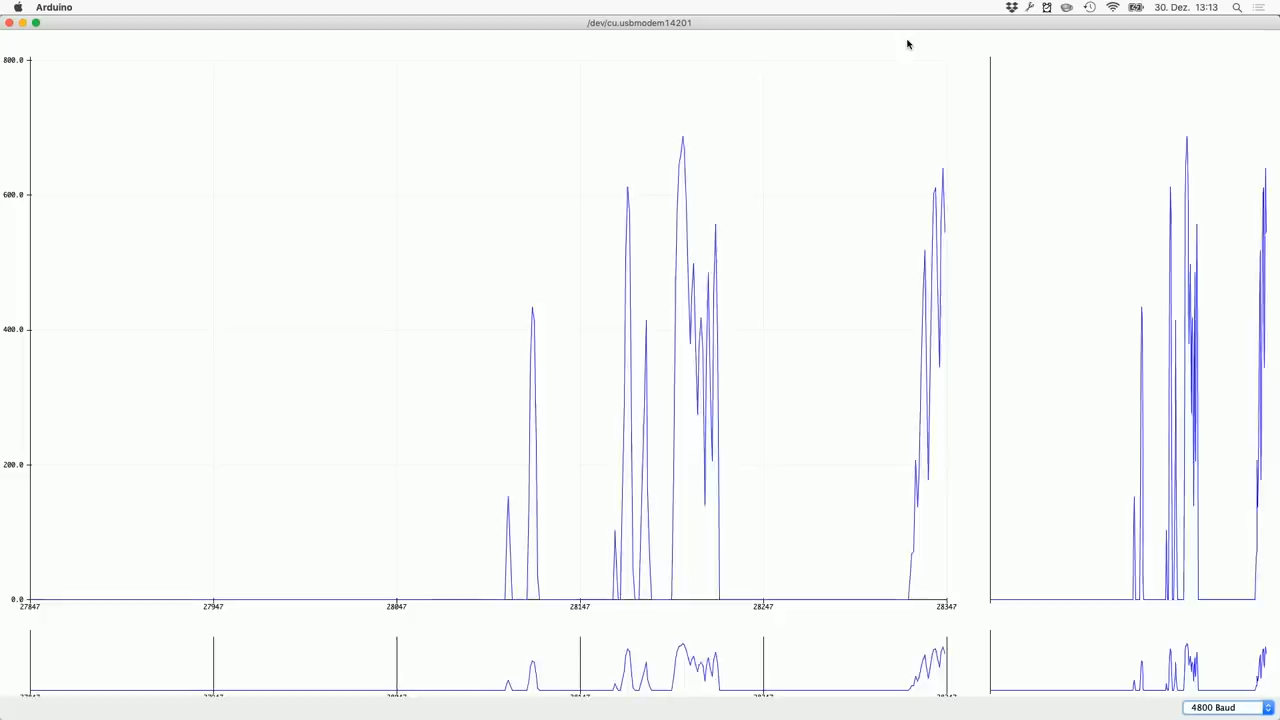 Arduino
30. Dez. 13:13
/dev/cu.usbmodem14201
800.0
600.0
400.0
200.0
0.0
27847
27947
28047
28147
28247
28347
4800 Baud